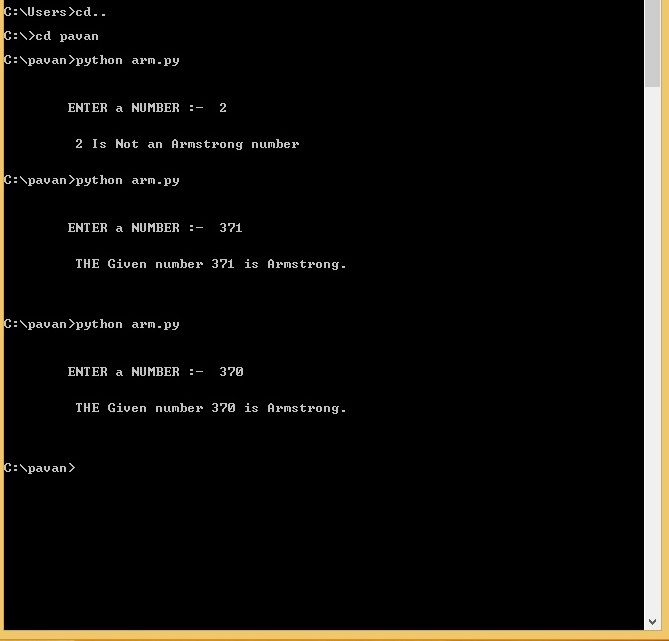 C:\Users>cd..
C:\>cd pavan
C:\pavan>python arm.py
ENTER a NUMBER :-  2
2 Is Not an Armstrong number
C:\pavan>python arm.py
ENTER a NUMBER :-  371
THE Given number 371 is Armstrong.
C:\pavan>python arm.py
ENTER a NUMBER :-  370
THE Given number 370 is Armstrong.
C:\pavan>